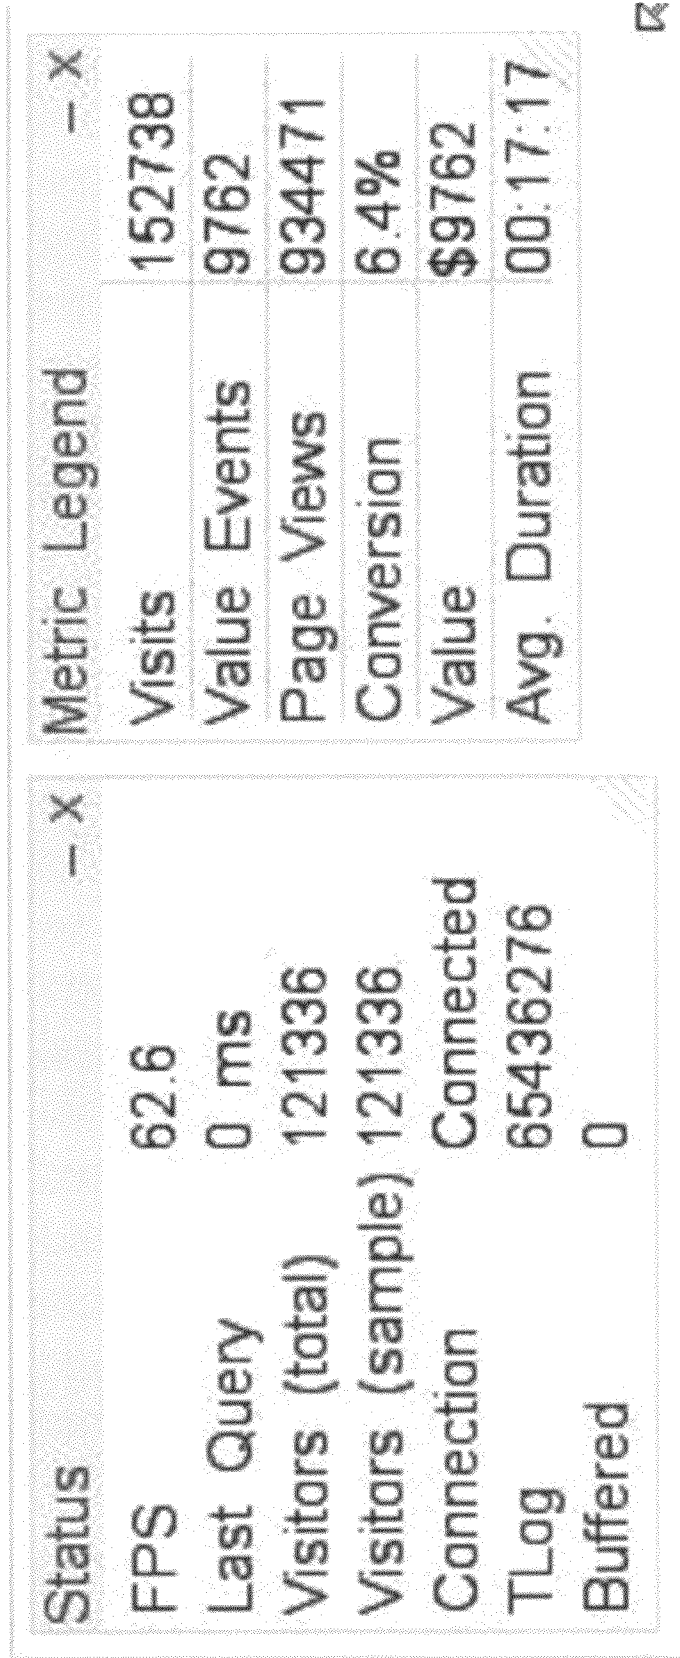 Status – X
FPS 62.6
Last Query 0 ms
Visitors (total) 121336
Visitors (sample) 121336
Connection Connected
TLog 65436276
Buffered 0
Metric Legend – X
Visits 152738
Value Events 9762
Page Views 934471
Conversion 6.4%
Value $9762
Avg. Duration 00:17:17